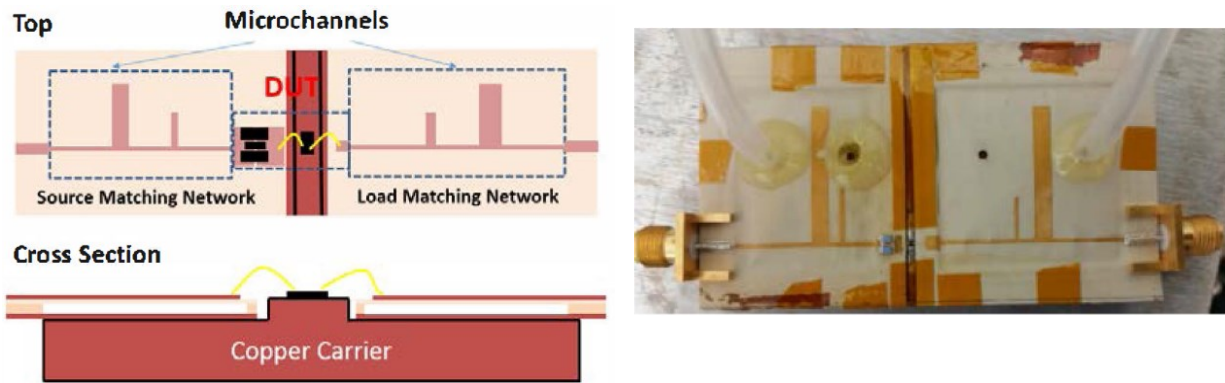 Top
Microchannels
DUT
Source Matching Network
Load Matching Network
Cross Section
Copper Carrier